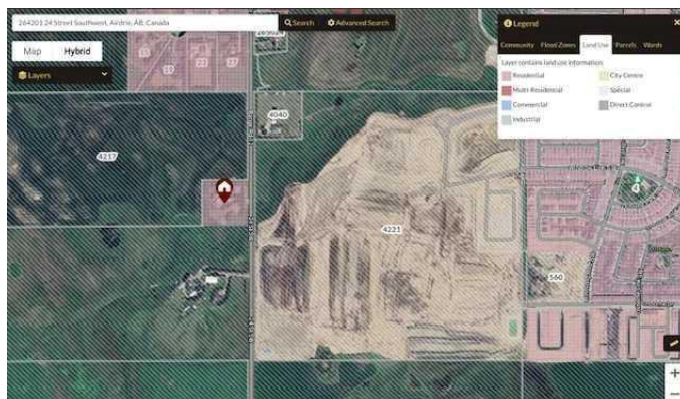 264201 24 Street Southwest, Airdrie, AB, Canada
Search
Advanced Search
Map
Hybrid
Layers
Legend
Community Flood Zones Land Use Parcels Wards
Layer contains land use information
Residential
City Centre
Multi Residential
Special
Commercial
Direct Control
Industrial
4040
4217
4221
560
4